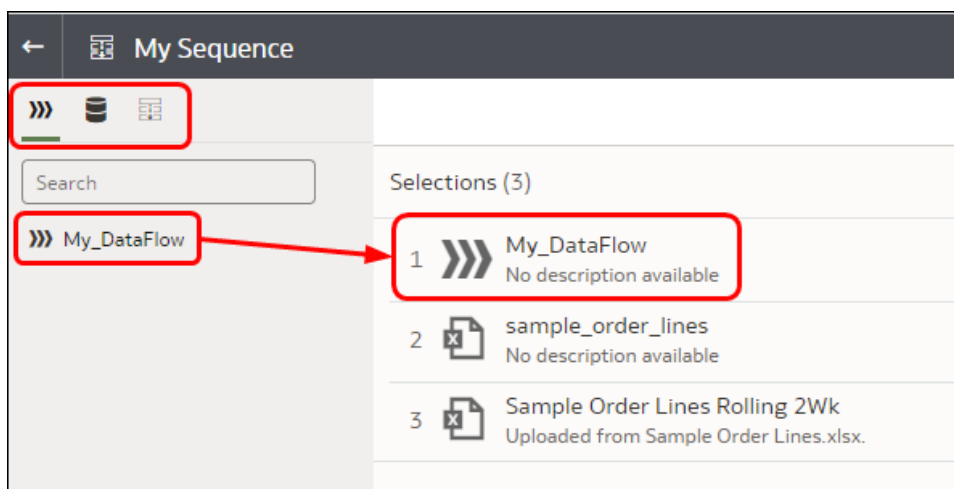 My Sequence
Search
My_DataFlow
Selections (3)
1 My_DataFlow
No description available
2 sample_order_lines
No description available
3 Sample Order Lines Rolling 2Wk
Uploaded from Sample Order Lines.xlsx.